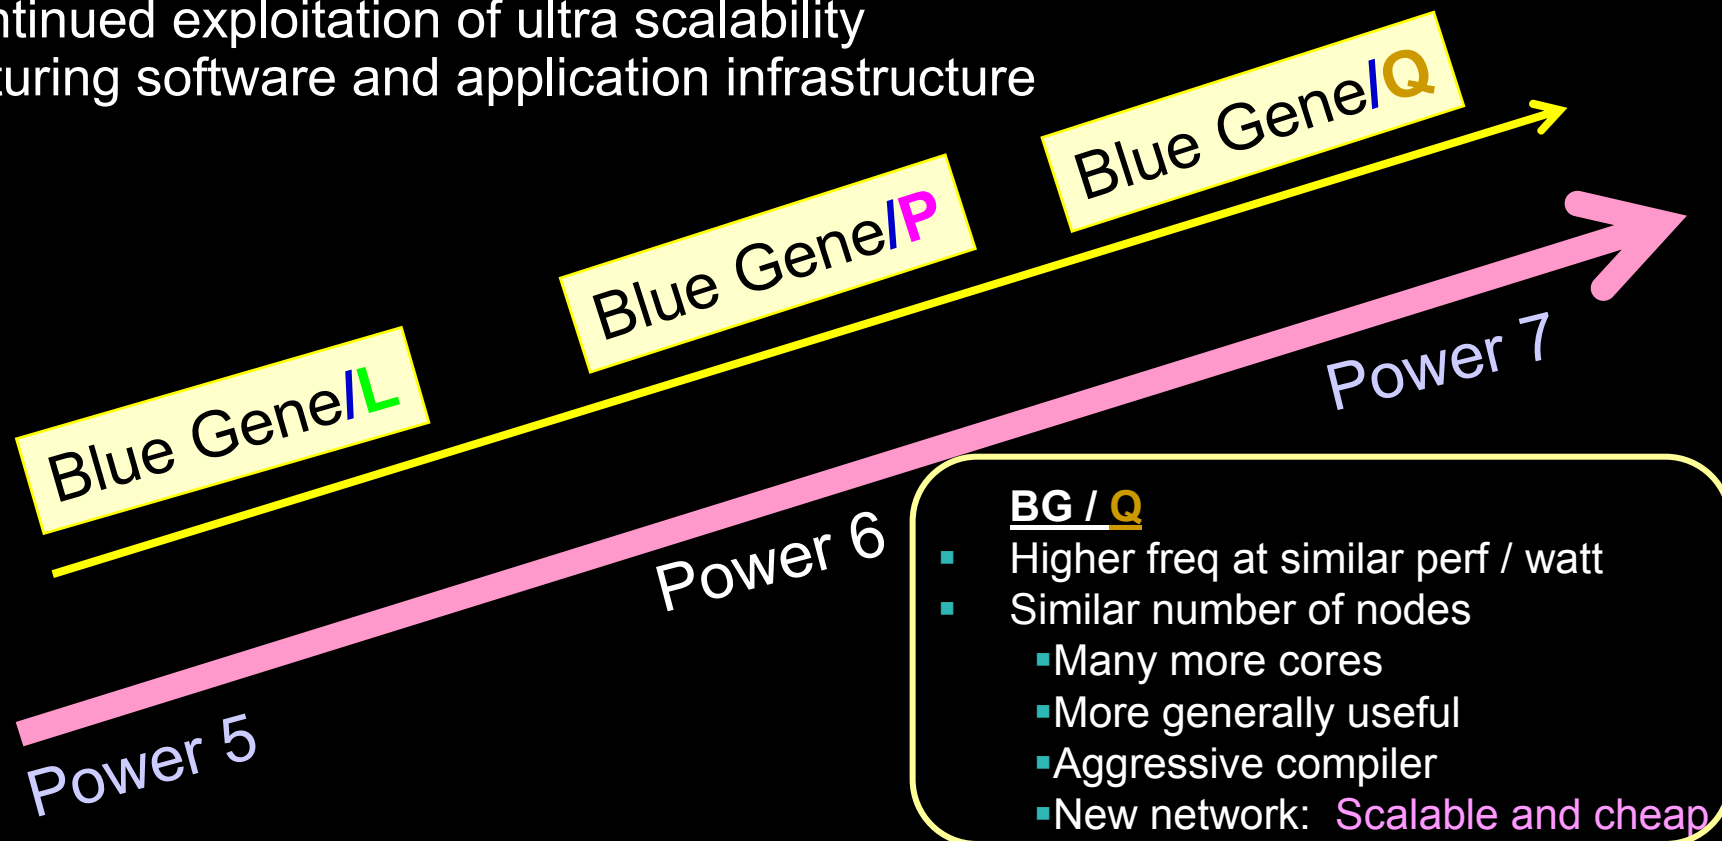 ntinued exploitation of ultra scalability
turing software and application infrastructure
Blue Gene/Q
Blue Gene/P
Blue Gene/L
Power 7
Power 6
Power 5
BG / Q
▪ Higher freq at similar perf / watt
▪ Similar number of nodes
▪Many more cores
▪More generally useful
▪Aggressive compiler
▪New network: Scalable and cheap